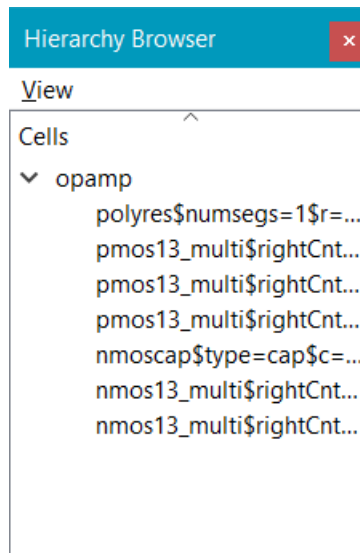 Hierarchy Browser
View
Cells
opamp
polyres$numsegs=1$r=...
pmos13_multi$rightCnt...
pmos13_multi$rightCnt...
pmos13_multi$rightCnt...
nmoscap$type=cap$c=...
nmos13_multi$rightCnt...
nmos13_multi$rightCnt...